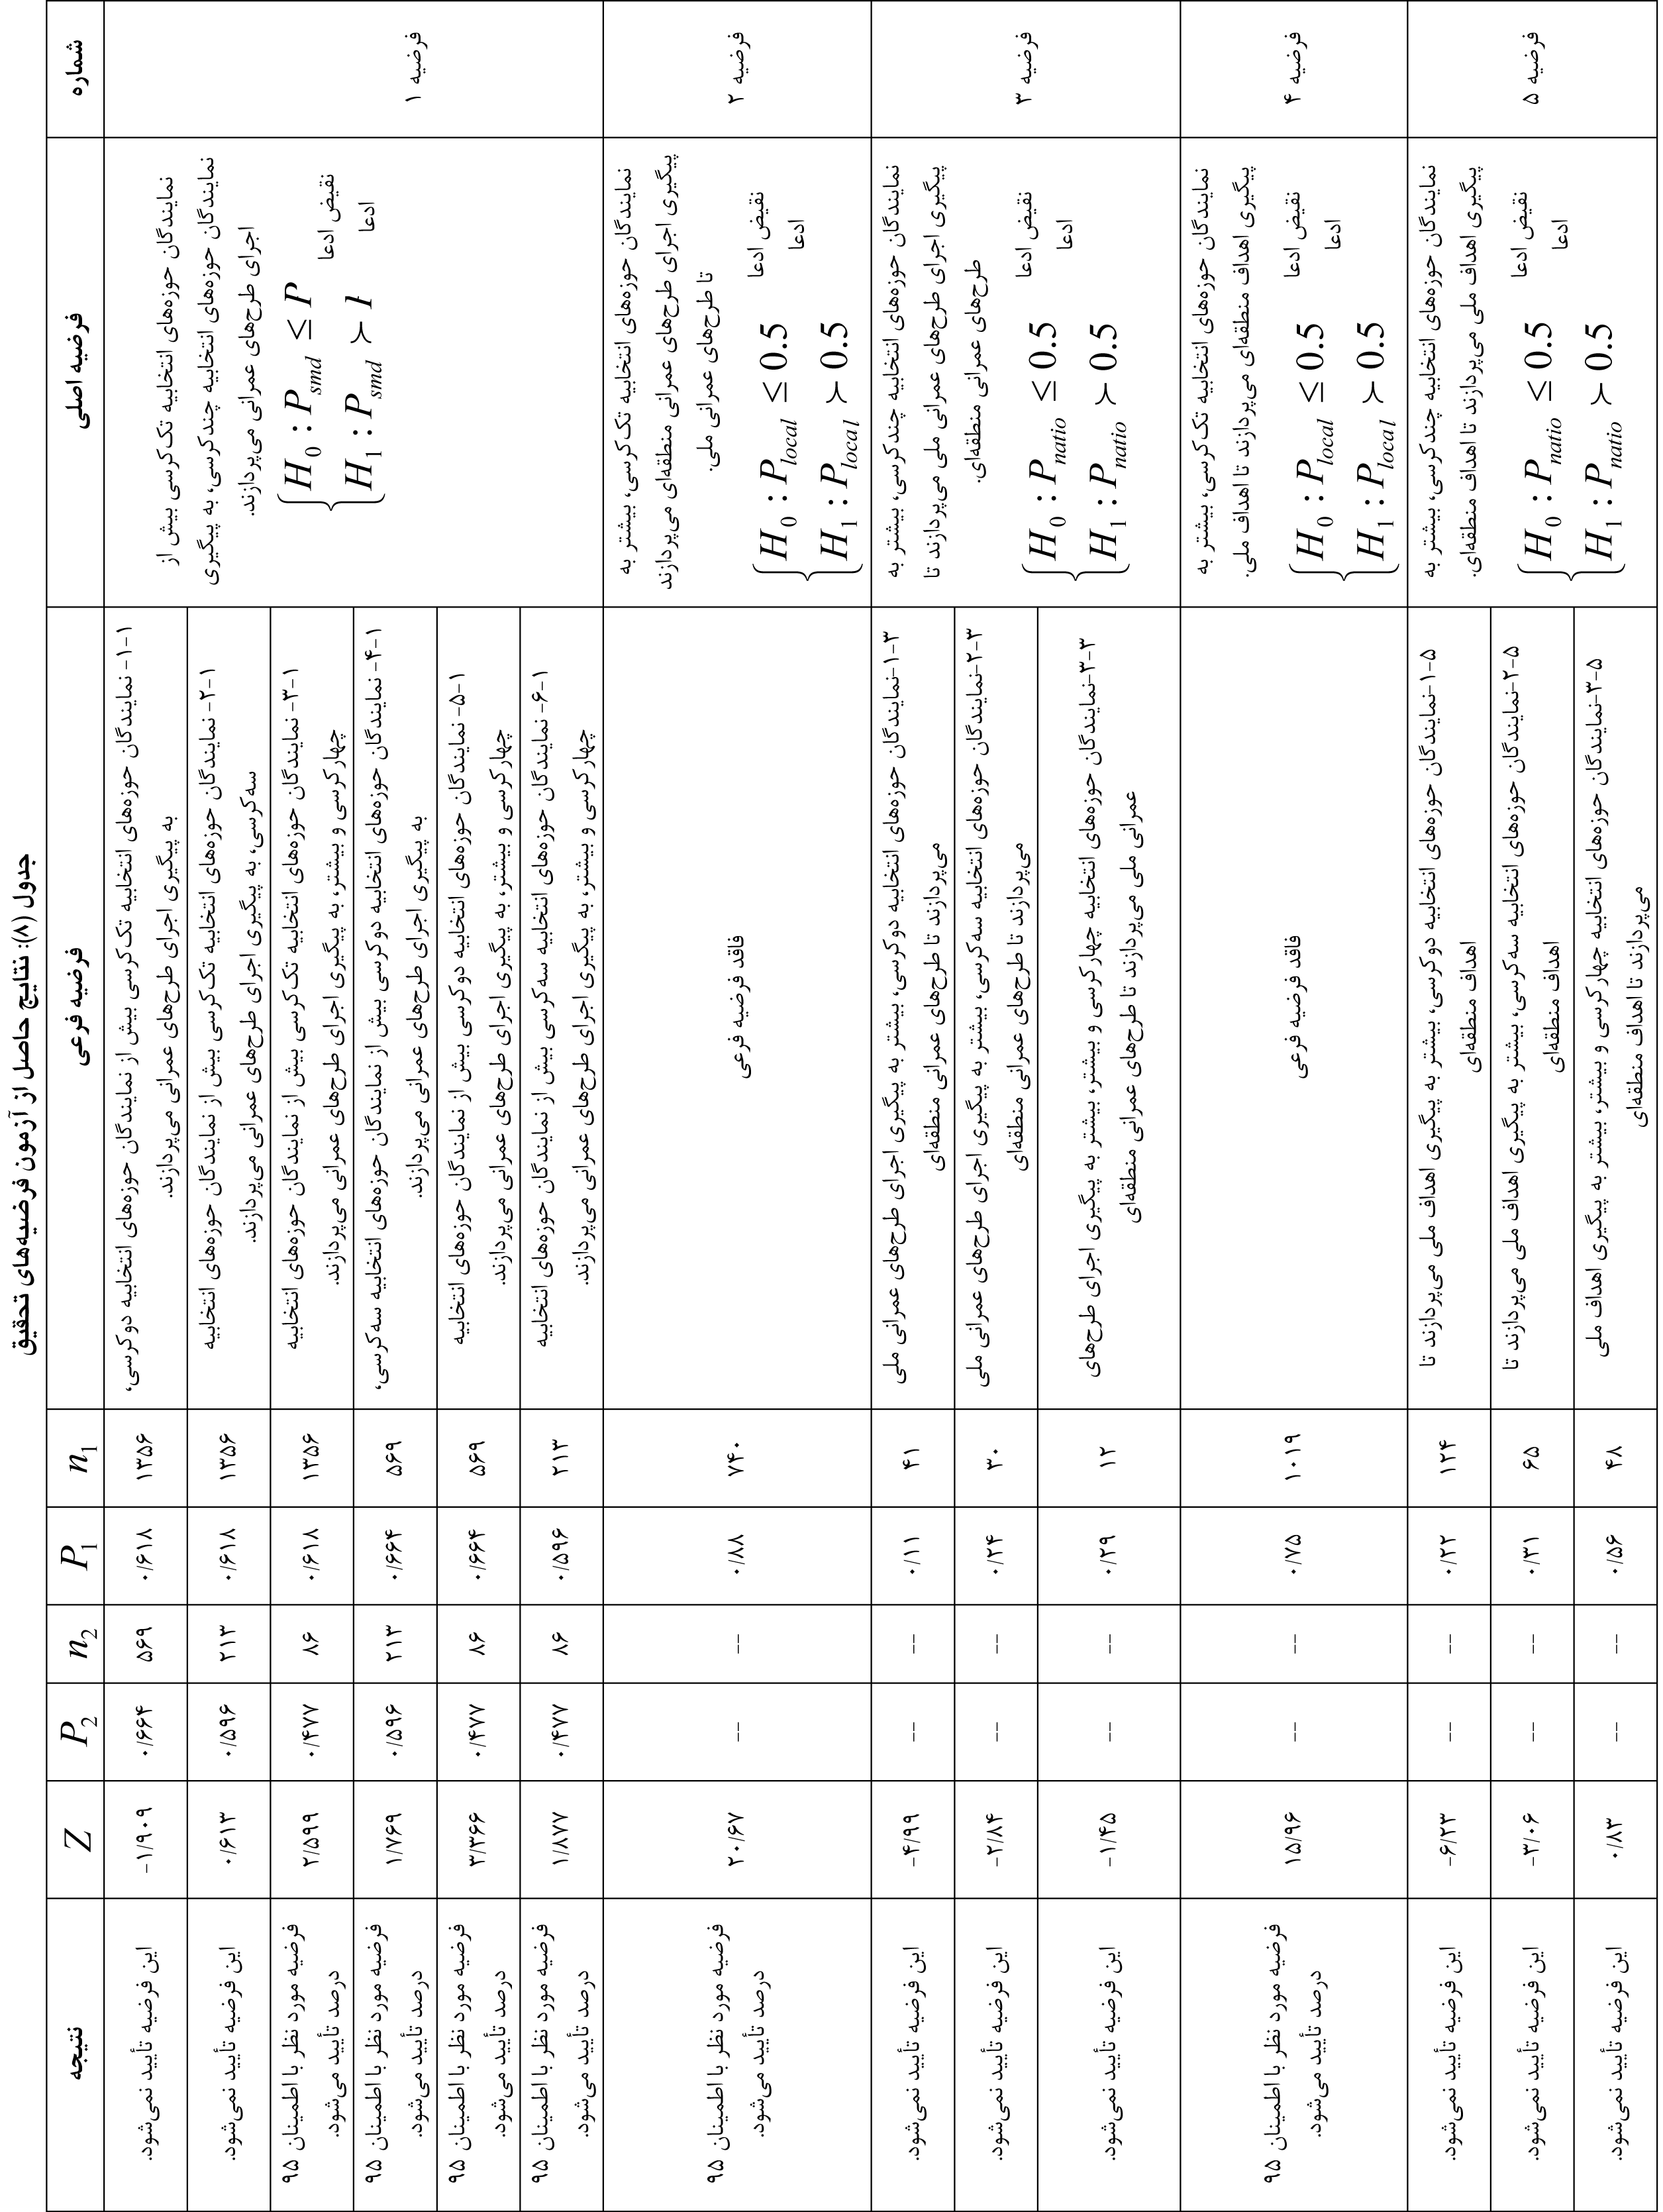 جدول (۸): نتایج حاصل از آزمون فرضیه‌های تحقیق
شماره
فرضیه اصلی
فرضیه فرعی
n1
P1
n2
P2
Z
نتیجه
فرضیه ۱
نمایندگان حوزه‌های انتخابیه تک‌کرسی بیش از
نمایندگان حوزه‌های انتخابیه چندکرسی، به پیگیری
اجرای طرح‌های عمرانی می‌پردازند.
H0 : Psmd ≤ P نقیض ادعا
H1 : Psmd ≻ ادعا
۱-۱- نمایندگان حوزه‌های انتخابیه تک‌کرسی بیش از نمایندگان حوزه‌های انتخابیه دوکرسی،
به پیگیری اجرای طرح‌های عمرانی می‌پردازند.
۱۳۵۶
۰/۶۱۸
۵۶۹
۰/۶۶۴
-۱/۹۰۹
این فرضیه تأیید نمی‌شود.
۱-۲- نمایندگان حوزه‌های انتخابیه تک‌کرسی بیش از نمایندگان حوزه‌های انتخابیه
سه‌کرسی، به پیگیری اجرای طرح‌های عمرانی می‌پردازند.
۱۳۵۶
۰/۶۱۸
۲۱۳
۰/۵۹۶
۰/۶۱۳
این فرضیه تأیید نمی‌شود.
۱-۳- نمایندگان حوزه‌های انتخابیه تک‌کرسی بیش از نمایندگان حوزه‌های انتخابیه
چهارکرسی و بیشتر، به پیگیری اجرای طرح‌های عمرانی می‌پردازند.
۱۳۵۶
۰/۶۱۸
۸۶
۰/۴۷۷
۲/۵۹۹
فرضیه مورد نظر با اطمینان ۹۵
درصد تأیید می‌شود.
۱-۴- نمایندگان حوزه‌های انتخابیه دوکرسی بیش از نمایندگان حوزه‌های انتخابیه سه‌کرسی،
به پیگیری اجرای طرح‌های عمرانی می‌پردازند.
۵۶۹
۰/۶۶۴
۲۱۳
۰/۵۹۶
۱/۷۶۹
فرضیه مورد نظر با اطمینان ۹۵
درصد تأیید می‌شود.
۱-۵- نمایندگان حوزه‌های انتخابیه دوکرسی بیش از نمایندگان حوزه‌های انتخابیه
چهارکرسی و بیشتر، به پیگیری اجرای طرح‌های عمرانی می‌پردازند.
۵۶۹
۰/۶۶۴
۸۶
۰/۴۷۷
۳/۳۶۶
فرضیه مورد نظر با اطمینان ۹۵
درصد تأیید می‌شود.
۱-۶- نمایندگان حوزه‌های انتخابیه سه‌کرسی بیش از نمایندگان حوزه‌های انتخابیه
چهارکرسی و بیشتر، به پیگیری اجرای طرح‌های عمرانی می‌پردازند.
۲۱۳
۰/۵۹۶
۸۶
۰/۴۷۷
۱/۸۷۷
فرضیه مورد نظر با اطمینان ۹۵
درصد تأیید می‌شود.
فرضیه ۲
نمایندگان حوزه‌های انتخابیه تک‌کرسی، بیشتر به
پیگیری اجرای طرح‌های عمرانی منطقه‌ای می‌پردازند
تا طرح‌های عمرانی ملی.
H0 : Plocal ≤ 0.5 نقیض ادعا
H1 : Plocal ≻ 0.5 ادعا
فاقد فرضیه فرعی
۷۴۰
۰/۸۸
--
--
۲۰/۶۷
فرضیه مورد نظر با اطمینان ۹۵
درصد تأیید می‌شود.
فرضیه ۳
نمایندگان حوزه‌های انتخابیه چندکرسی، بیشتر به
پیگیری اجرای طرح‌های عمرانی ملی می‌پردازند تا
طرح‌های عمرانی منطقه‌ای.
H0 : Pnatio ≤ 0.5 نقیض ادعا
H1 : Pnatio ≻ 0.5 ادعا
۳-۱-نمایندگان حوزه‌های انتخابیه دوکرسی، بیشتر به پیگیری اجرای طرح‌های عمرانی ملی
می‌پردازند تا طرح‌های عمرانی منطقه‌ای
۴۱
۰/۱۱
--
--
-۴/۹۹
این فرضیه تأیید نمی‌شود.
۳-۲-نمایندگان حوزه‌های انتخابیه سه‌کرسی، بیشتر به پیگیری اجرای طرح‌های عمرانی ملی
می‌پردازند تا طرح‌های عمرانی منطقه‌ای
۳۰
۰/۲۴
--
--
-۲/۸۴
این فرضیه تأیید نمی‌شود.
۳-۳-نمایندگان حوزه‌های انتخابیه چهارکرسی و بیشتر، بیشتر به پیگیری اجرای طرح‌های
عمرانی ملی می‌پردازند تا طرح‌های عمرانی منطقه‌ای
۱۲
۰/۲۹
--
--
-۱/۴۵
این فرضیه تأیید نمی‌شود.
فرضیه ۴
نمایندگان حوزه‌های انتخابیه تک‌کرسی، بیشتر به
پیگیری اهداف منطقه‌ای می‌پردازند تا اهداف ملی.
H0 : Plocal ≤ 0.5 نقیض ادعا
H1 : Plocal ≻ 0.5 ادعا
فاقد فرضیه فرعی
۱۰۱۹
۰/۷۵
--
--
۱۵/۹۶
فرضیه مورد نظر با اطمینان ۹۵
درصد تأیید می‌شود.
فرضیه ۵
نمایندگان حوزه‌های انتخابیه چندکرسی، بیشتر به
پیگیری اهداف ملی می‌پردازند تا اهداف منطقه‌ای.
H0 : Pnatio ≤ 0.5 نقیض ادعا
H1 : Pnatio ≻ 0.5 ادعا
۵-۱-نمایندگان حوزه‌های انتخابیه دوکرسی، بیشتر به پیگیری اهداف ملی می‌پردازند تا
اهداف منطقه‌ای
۱۲۴
۰/۲۲
--
--
-۶/۲۳
این فرضیه تأیید نمی‌شود.
۵-۲-نمایندگان حوزه‌های انتخابیه سه‌کرسی، بیشتر به پیگیری اهداف ملی می‌پردازند تا
اهداف منطقه‌ای
۶۵
۰/۳۱
--
--
-۳/۰۶
این فرضیه تأیید نمی‌شود.
۵-۳-نمایندگان حوزه‌های انتخابیه چهارکرسی و بیشتر، بیشتر به پیگیری اهداف ملی
می‌پردازند تا اهداف منطقه‌ای
۴۸
۰/۵۶
--
--
۰/۸۳
این فرضیه تأیید نمی‌شود.